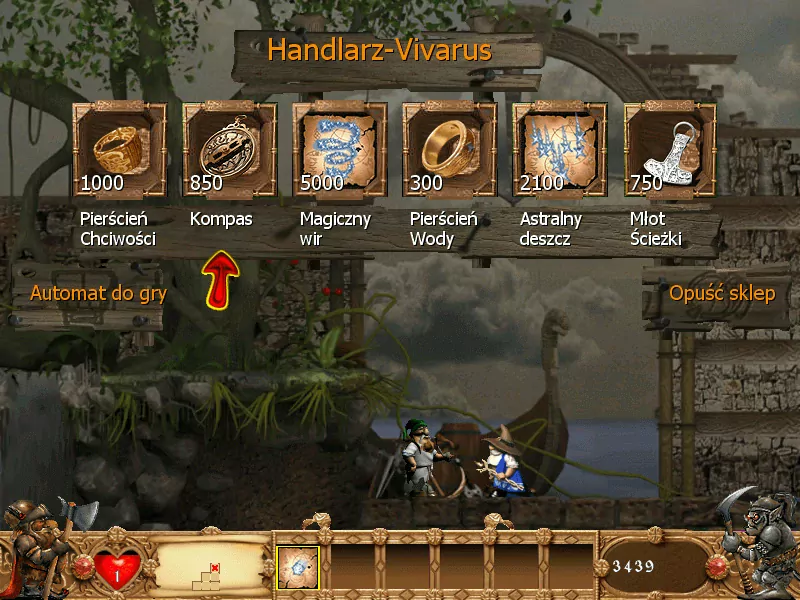 Handlarz-Vivarus
1000 850 5000 300 2100 750
Pierścień Kompas Magiczny Pierścień Astralny Młot
Chciwości wir Wody deszcz Ścieżki
Automat do gry Opuść sklep
1 3439